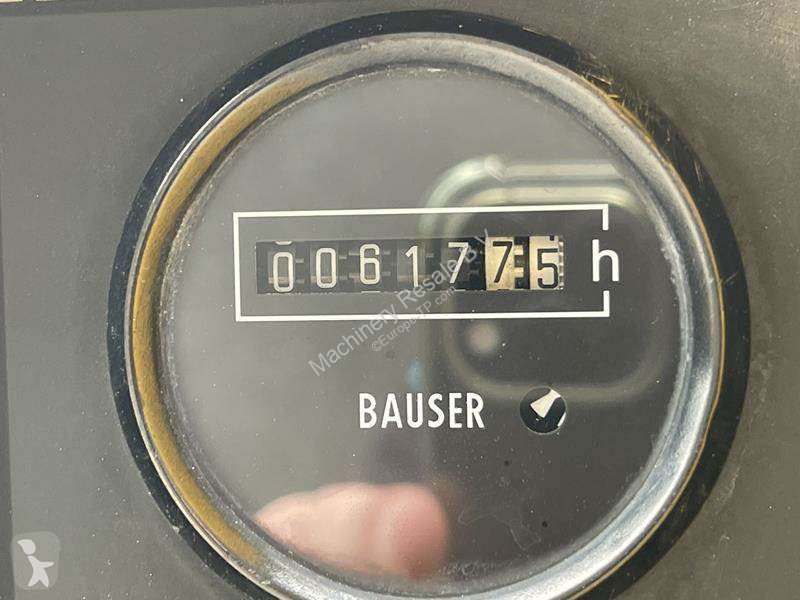 0061775 h
BAUSER
Machinery Resale B.V.
©Europe-TP.com